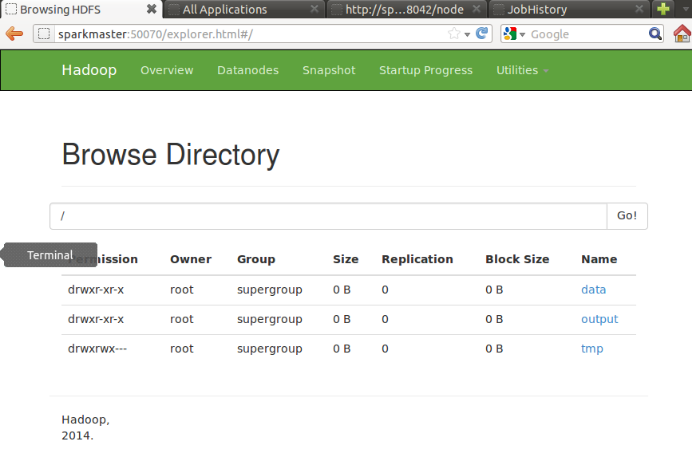 Browsing HDFS All Applications http://sp...8042/node JobHistory
sparkmaster:50070/explorer.html#/ Google
Hadoop Overview Datanodes Snapshot Startup Progress Utilities
Browse Directory
/ Go!
Terminal
Permission Owner Group Size Replication Block Size Name
drwxr-xr-x root supergroup 0 B 0 0 B data
drwxr-xr-x root supergroup 0 B 0 0 B output
drwxrwx--- root supergroup 0 B 0 0 B tmp
Hadoop,
2014.